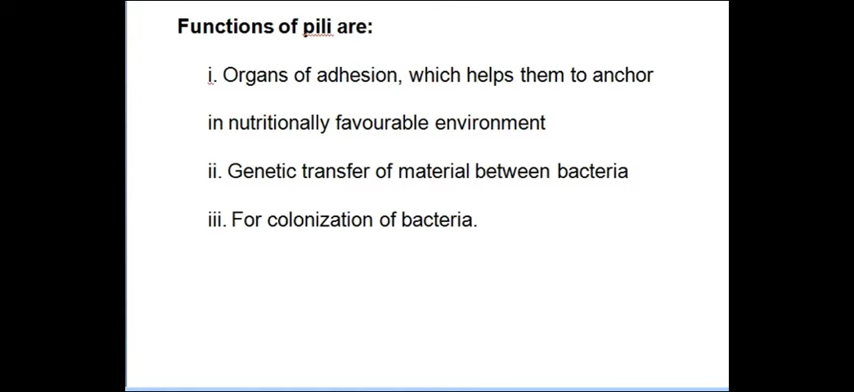 Functions of pili are:
i. Organs of adhesion, which helps them to anchor
in nutritionally favourable environment
ii. Genetic transfer of material between bacteria
iii. For colonization of bacteria.